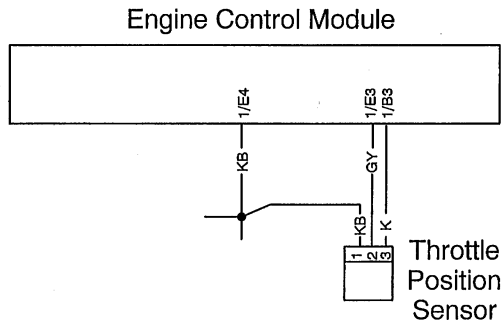 Engine Control Module
1/E4
1/E3
1/B3
KB
GY
KB
K
1
2
3
Throttle
Position
Sensor